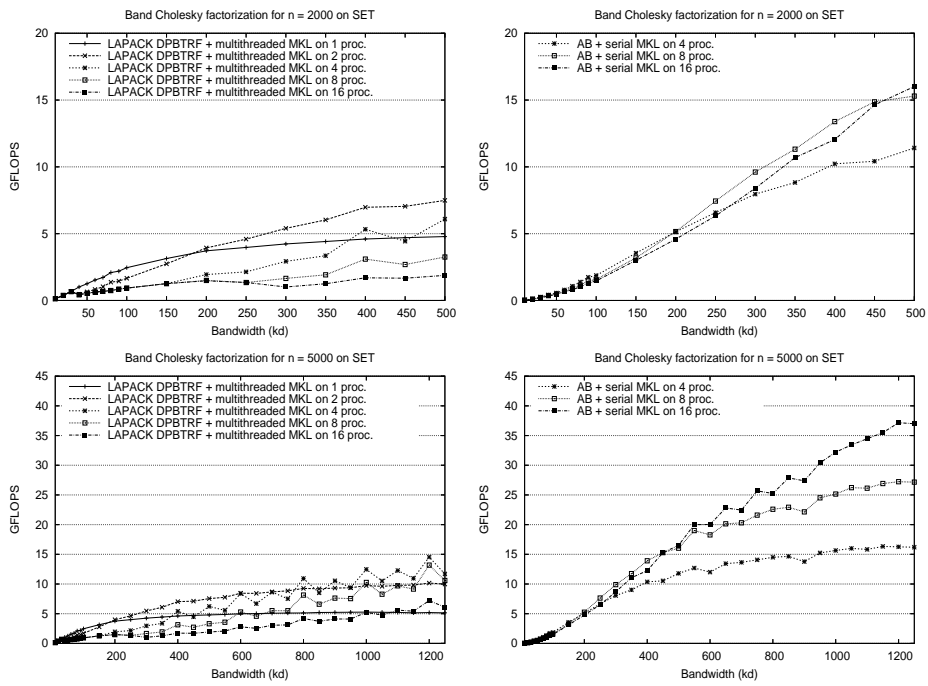 Band Cholesky factorization for n = 2000 on SET
LAPACK DPBTRF + multithreaded MKL on 1 proc.
LAPACK DPBTRF + multithreaded MKL on 2 proc.
LAPACK DPBTRF + multithreaded MKL on 4 proc.
LAPACK DPBTRF + multithreaded MKL on 8 proc.
LAPACK DPBTRF + multithreaded MKL on 16 proc.
GFLOPS
20
15
10
5
0
50 100 150 200 250 300 350 400 450 500
Bandwidth (kd)
Band Cholesky factorization for n = 2000 on SET
AB + serial MKL on 4 proc.
AB + serial MKL on 8 proc.
AB + serial MKL on 16 proc.
GFLOPS
20
15
10
5
0
50 100 150 200 250 300 350 400 450 500
Bandwidth (kd)
Band Cholesky factorization for n = 5000 on SET
LAPACK DPBTRF + multithreaded MKL on 1 proc.
LAPACK DPBTRF + multithreaded MKL on 2 proc.
LAPACK DPBTRF + multithreaded MKL on 4 proc.
LAPACK DPBTRF + multithreaded MKL on 8 proc.
LAPACK DPBTRF + multithreaded MKL on 16 proc.
GFLOPS
45
40
35
30
25
20
15
10
5
0
200 400 600 800 1000 1200
Bandwidth (kd)
Band Cholesky factorization for n = 5000 on SET
AB + serial MKL on 4 proc.
AB + serial MKL on 8 proc.
AB + serial MKL on 16 proc.
GFLOPS
45
40
35
30
25
20
15
10
5
0
200 400 600 800 1000 1200
Bandwidth (kd)